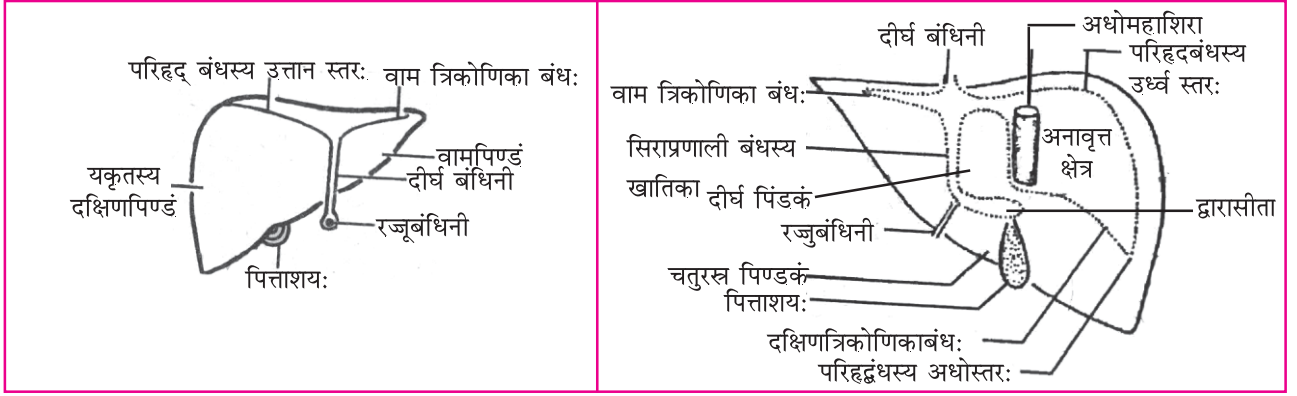 परिहृद् बंधस्य उत्तान स्तरः
वाम त्रिकोणिका बंधः
वामपिण्डं
दीर्घ बंधिनी
यकृतस्य
दक्षिणपिण्डं
रज्जूबंधिनी
पित्ताशयः
दीर्घ बंधिनी
अधोमहाशिरा
परिहृदबंधस्य
उर्ध्व स्तरः
वाम त्रिकोणिका बंधः
सिराप्रणाली बंधस्य
खातिका
दीर्घ पिंडकं
अनावृत्त
क्षेत्र
द्वारासीता
रज्जुबंधिनी
चतुरस्र पिण्डकं
पित्ताशयः
दक्षिणत्रिकोणिकाबंधः
परिहृद्बंधस्य अधोस्तरः